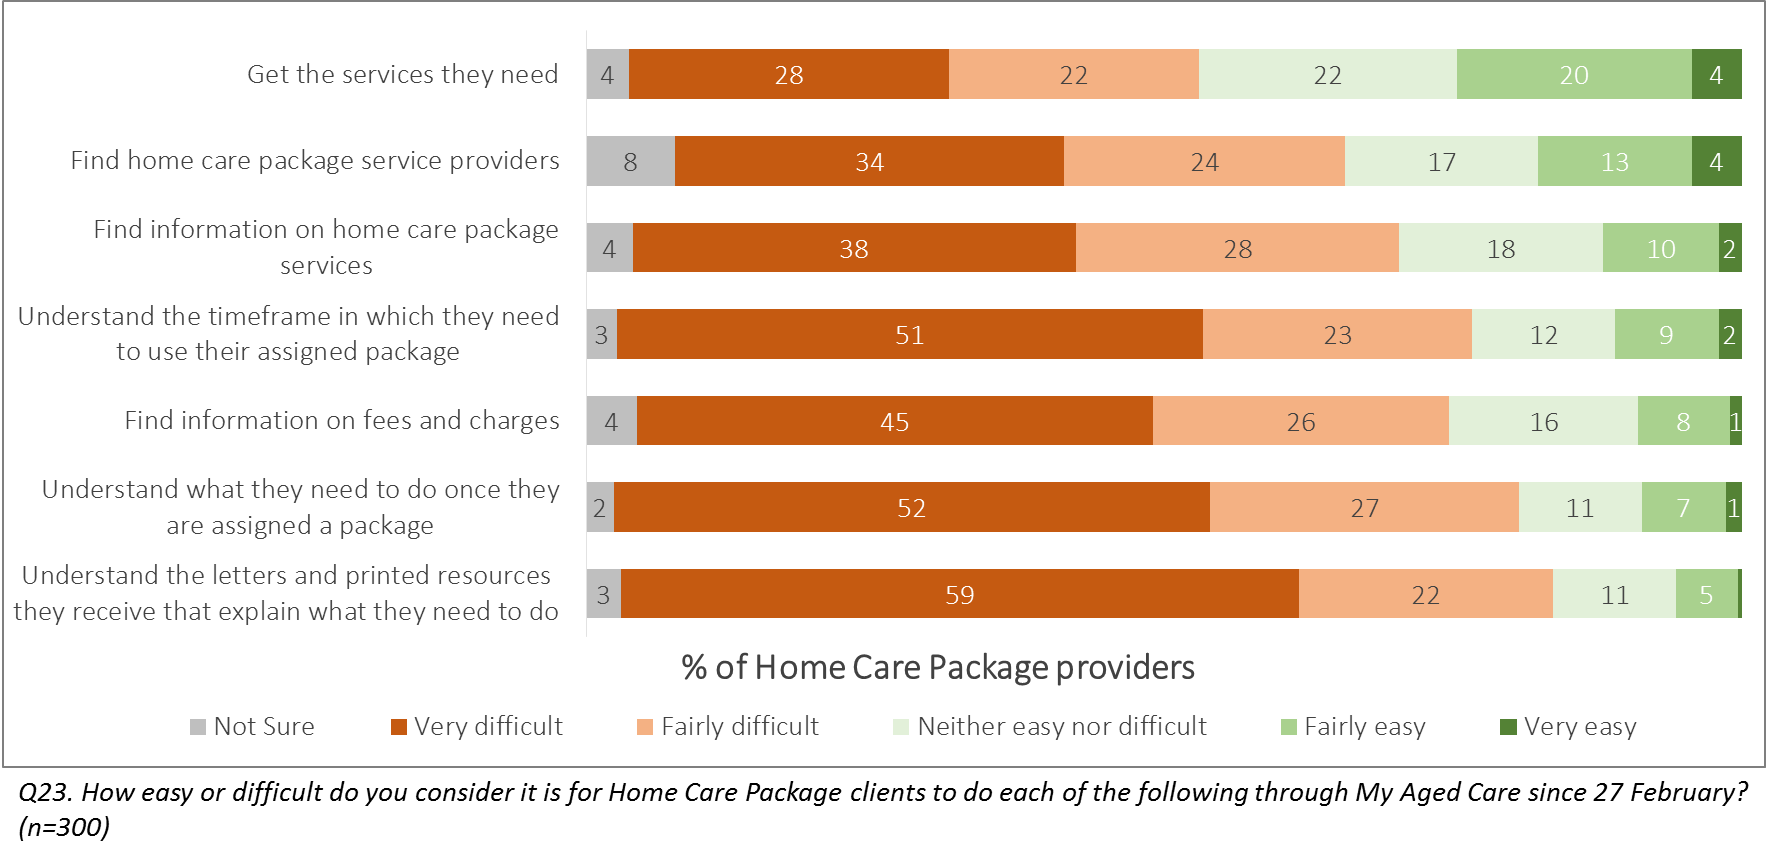 Get the services they need
4 28 22 22 20 4
Find home care package service providers
8 34 24 17 13 4
Find information on home care package
services
4 38 28 18 10 2
Understand the timeframe in which they need
to use their assigned package
3 51 23 12 9 2
Find information on fees and charges
4 45 26 16 8 1
Understand what they need to do once they
are assigned a package
2 52 27 11 7 1
Understand the letters and printed resources
they receive that explain what they need to do
3 59 22 11 5
% of Home Care Package providers
Not Sure Very difficult Fairly difficult Neither easy nor difficult Fairly easy Very easy
Q23. How easy or difficult do you consider it is for Home Care Package clients to do each of the following through My Aged Care since 27 February?
(n=300)